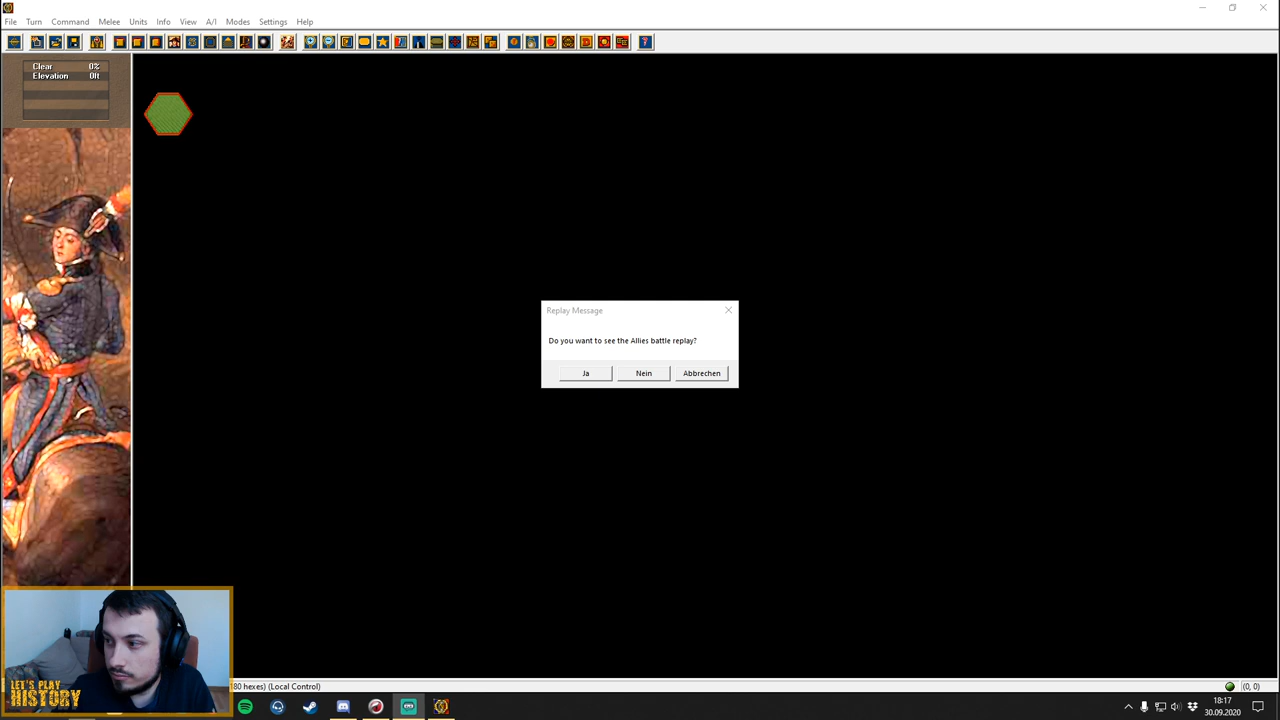 File Turn Command Melee Units Info View A/I Modes Settings Help
Clear 0%
Elevation 0ft
Replay Message
Do you want to see the Allies battle replay?
Ja Nein Abbrechen
LET'S PLAY
HISTORY
80 hexes) (Local Control)
(0, 0)
18:17
30.09.2020